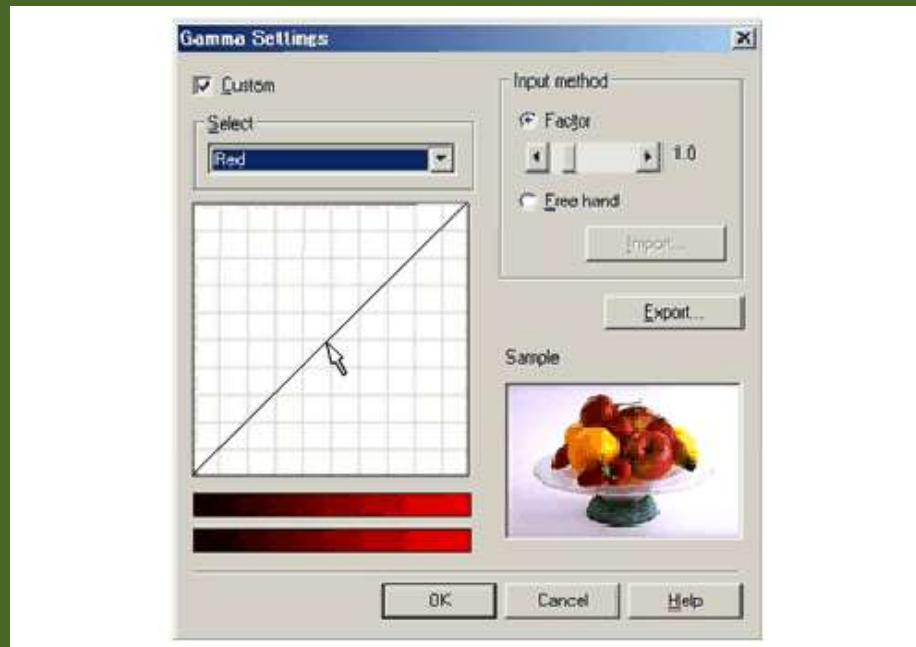 Gamma Settings
Custom
Select
Red
Input method
Factor
1.0
Free hand
Import...
Export...
Sample
OK
Cancel
Help